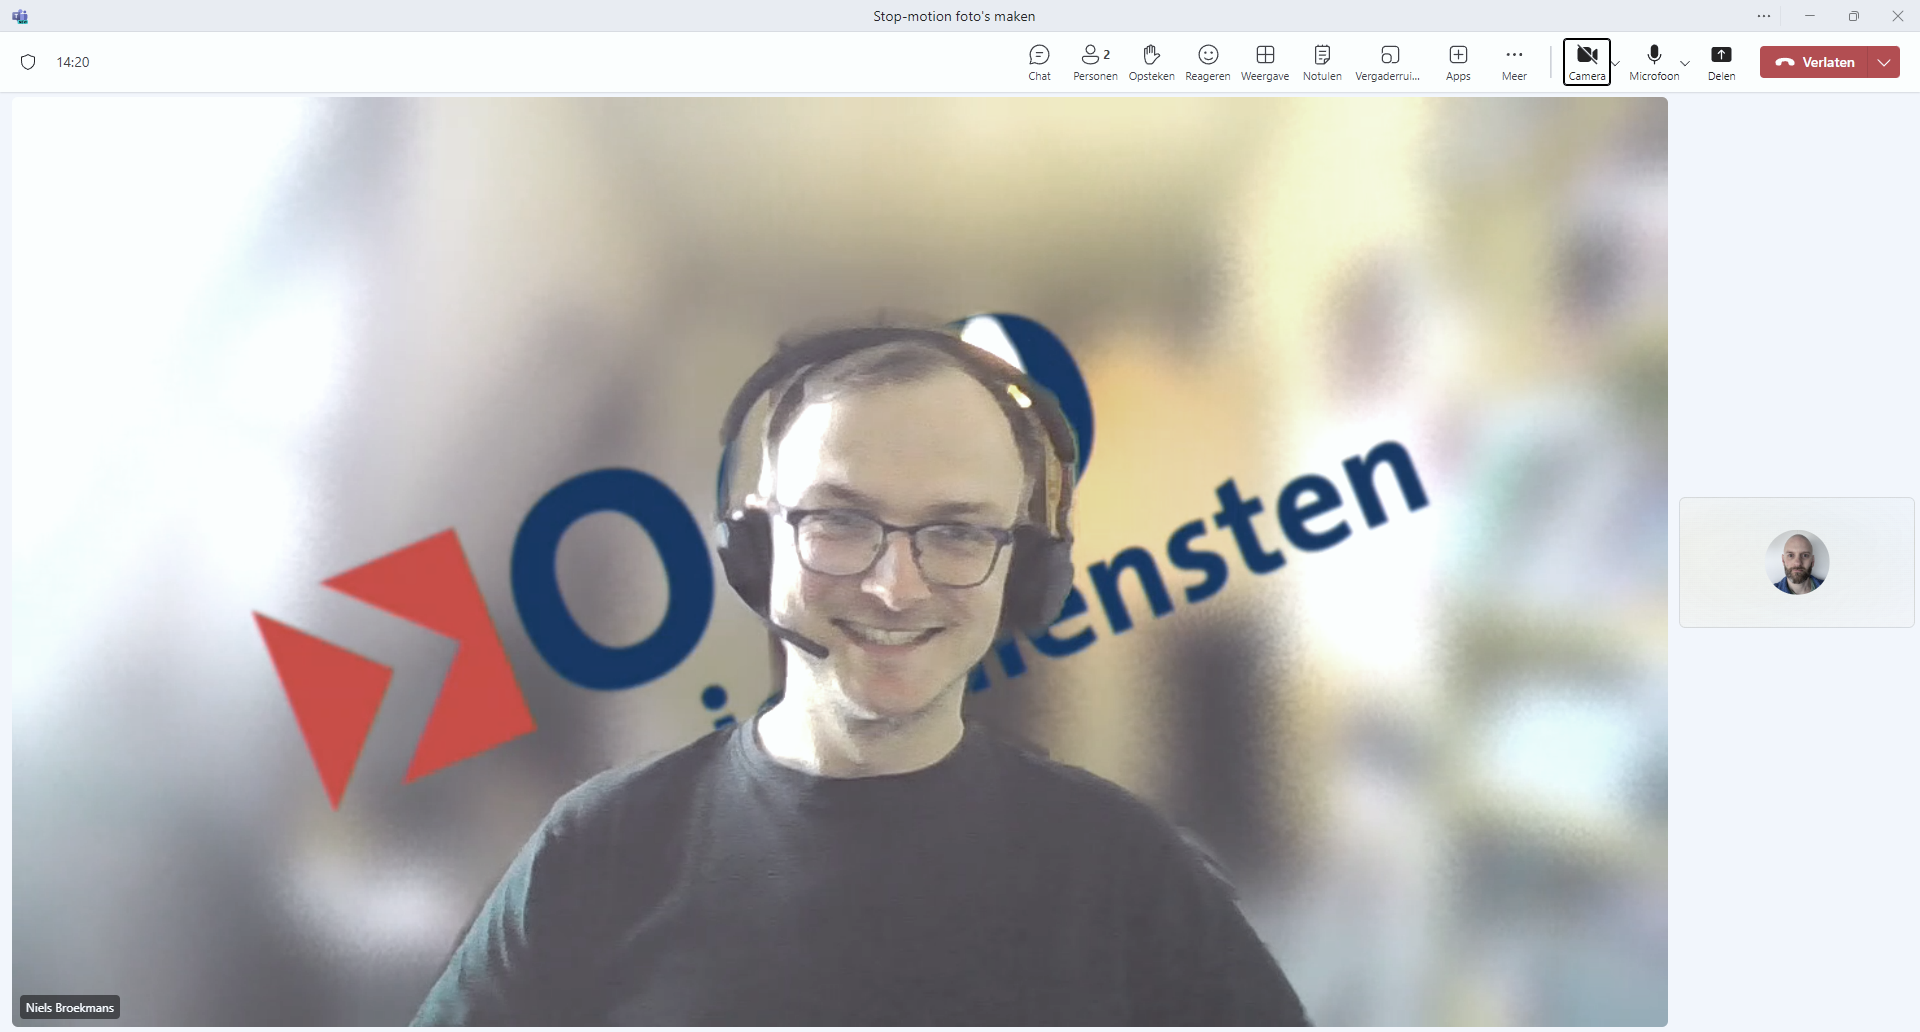 Stop-motion foto's maken
14:20
Chat
Personen
2
Opsteken
Reageren
Weergave
Notulen
Vergaderrui...
Apps
Meer
Camera
Microfoon
Delen
Verlaten
O
ensten
Niels Broekmans